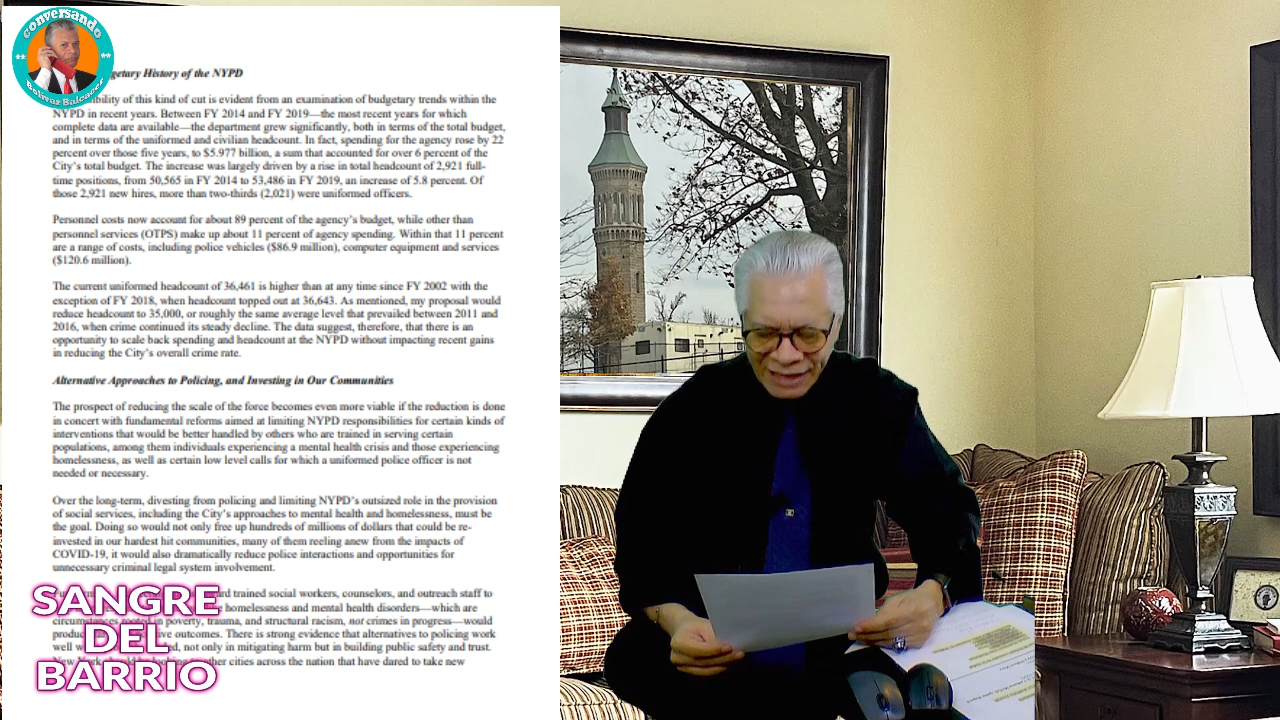 conversando
** **
Bolivar Balcacer
getary History of the NYPD
bility of this kind of cut is evident from an examination of budgetary trends within the
NYPD in recent years. Between FY 2014 and FY 2019—the most recent years for which
complete data are available—the department grew significantly, both in terms of the total budget,
and in terms of the uniformed and civilian headcount. In fact, spending for the agency rose by 22
percent over those five years, to $5.977 billion, a sum that accounted for over 6 percent of the
City's total budget. The increase was largely driven by a rise in total headcount of 2,921 full-
time positions, from 50,565 in FY 2014 to 53,486 in FY 2019, an increase of 5.8 percent. Of
those 2,921 new hires, more than two-thirds (2,021) were uniformed officers.
Personnel costs now account for about 89 percent of the agency's budget, while other than
personnel services (OTPS) make up about 11 percent of agency spending. Within that 11 percent
are a range of costs, including police vehicles ($86.9 million), computer equipment and services
($120.6 million).
The current uniformed headcount of 36,461 is higher than at any time since FY 2002 with the
exception of FY 2018, when headcount topped out at 36,643. As mentioned, my proposal would
reduce headcount to 35,000, or roughly the same average level that prevailed between 2011 and
2016, when crime continued its steady decline. The data suggest, therefore, that there is an
opportunity to scale back spending and headcount at the NYPD without impacting recent gains
in reducing the City's overall crime rate.
Alternative Approaches to Policing, and Investing in Our Communities
The prospect of reducing the scale of the force becomes even more viable if the reduction is done
in concert with fundamental reforms aimed at limiting NYPD responsibilities for certain kinds of
interventions that would be better handled by others who are trained in serving certain
populations, among them individuals experiencing a mental health crisis and those experiencing
homelessness, as well as certain low level calls for which a uniformed police officer is not
needed or necessary.
Over the long-term, divesting from policing and limiting NYPD's outsized role in the provision
of social services, including the City's approaches to mental health and homelessness, must be
the goal. Doing so would not only free up hundreds of millions of dollars that could be re-
invested in our hardest hit communities, many of them reeling anew from the impacts of
COVID-19, it would also dramatically reduce police interactions and opportunities for
unnecessary criminal legal system involvement.
trained social workers, counselors, and outreach staff to
homelessness and mental health disorders—which are
circumstances rooted in poverty, trauma, and structural racism, not crimes in progress—would
outcomes. There is strong evidence that alternatives to policing work
well not only in mitigating harm but in building public safety and trust.
other cities across the nation that have dared to take new
SANGRE
DEL
BARRIO